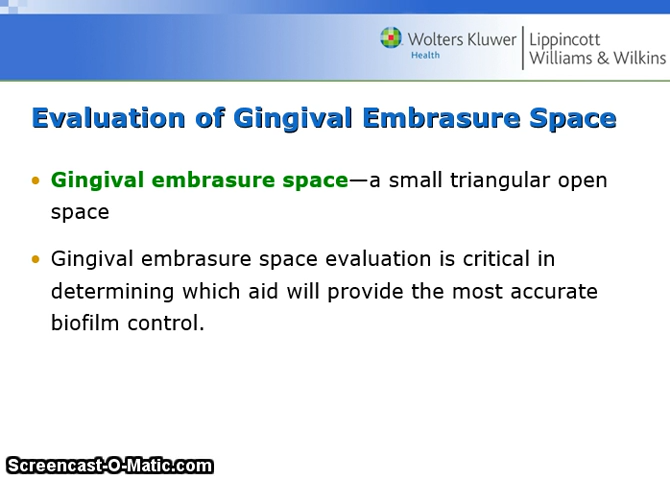 Wolters Kluwer
Health
Lippincott
Williams & Wilkins
Evaluation of Gingival Embrasure Space
• Gingival embrasure space—a small triangular open
space
• Gingival embrasure space evaluation is critical in
determining which aid will provide the most accurate
biofilm control.
Screencast-O-Matic.com